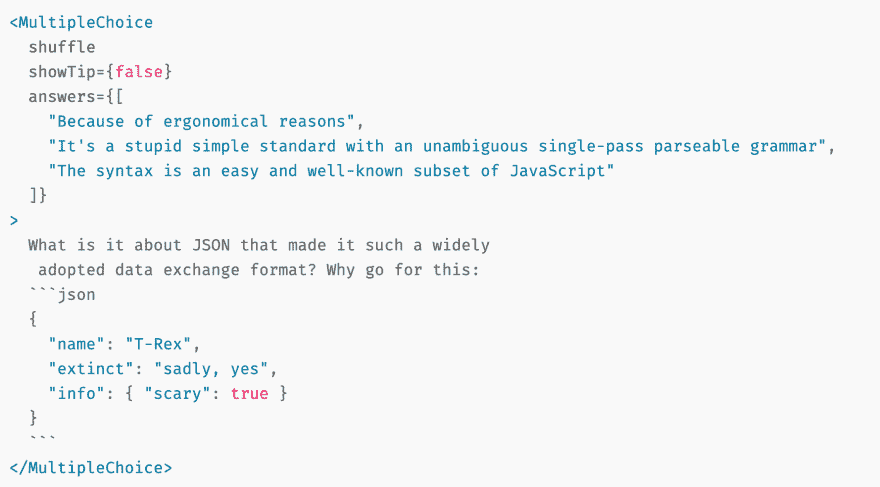 <MultipleChoice
  shuffle
  showTip={false}
  answers={[
    "Because of ergonomical reasons",
    "It's a stupid simple standard with an unambiguous single-pass parseable grammar",
    "The syntax is an easy and well-known subset of JavaScript"
  ]}
>
  What is it about JSON that made it such a widely
   adopted data exchange format? Why go for this:
  ```json
  {
    "name": "T-Rex",
    "extinct": "sadly, yes",
    "info": { "scary": true }
  }
  ```
</MultipleChoice>